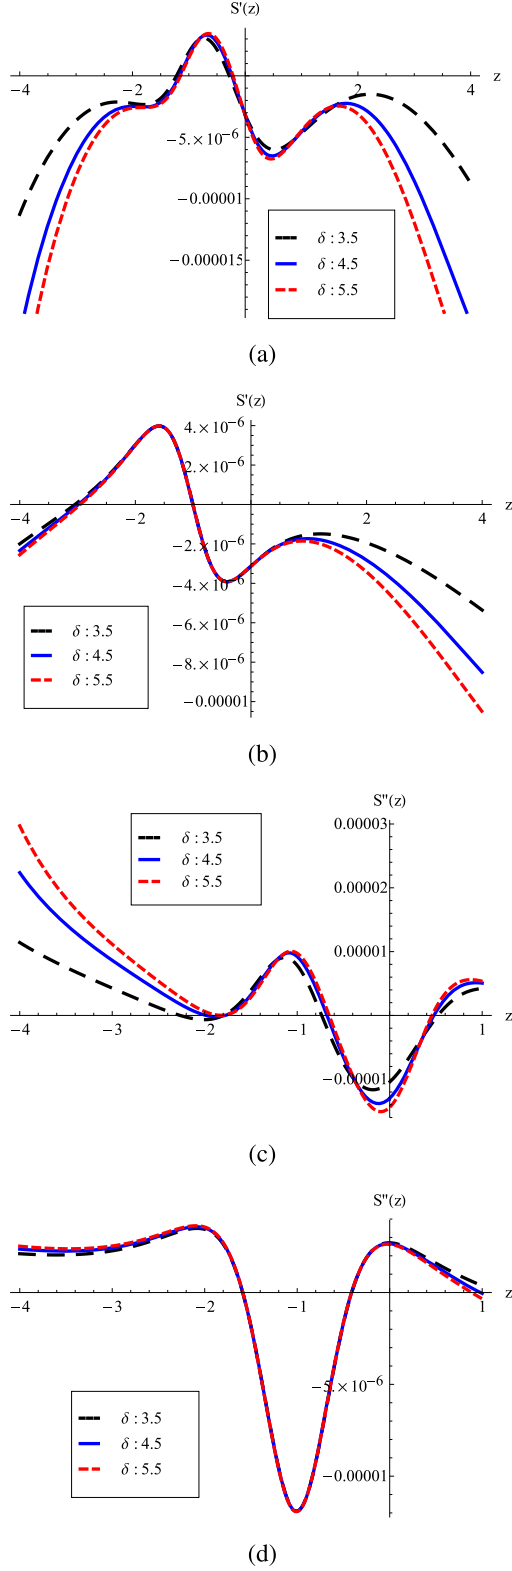 S'(z)
−4 −2 2 4 z
−5.×10⁻⁶
−0.00001
−0.000015
δ : 3.5
δ : 4.5
δ : 5.5
(a)
S'(z)
4.×10⁻⁶
2.×10⁻⁶
−4 −2 2 4 z
−2.×10⁻⁶
−4.×10⁻⁶
−6.×10⁻⁶
−8.×10⁻⁶
−0.00001
δ : 3.5
δ : 4.5
δ : 5.5
(b)
S''(z)
0.00003
0.00002
0.00001
δ : 3.5
δ : 4.5
δ : 5.5
−4 −3 −2 −1 1 z
−0.00001
(c)
S''(z)
−4 −3 −2 −1 1 z
−5.×10⁻⁶
−0.00001
δ : 3.5
δ : 4.5
δ : 5.5
(d)